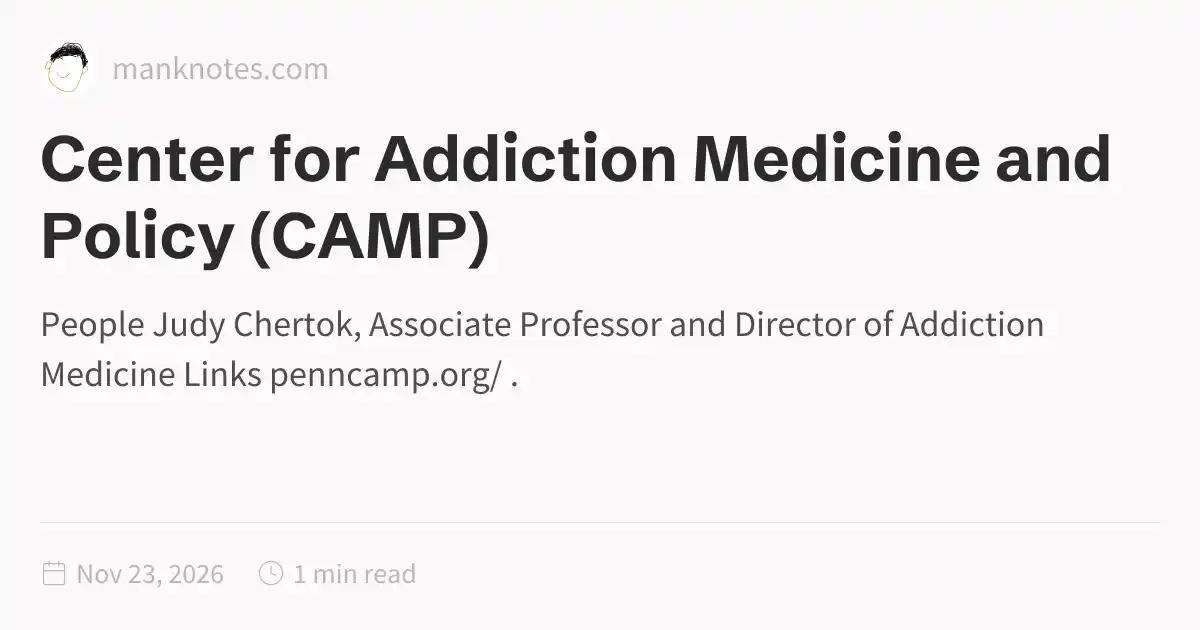 manknotes.com
Center for Addiction Medicine and
Policy (CAMP)
People Judy Chertok, Associate Professor and Director of Addiction
Medicine Links penncamp.org/ .
Nov 23, 2026 1 min read